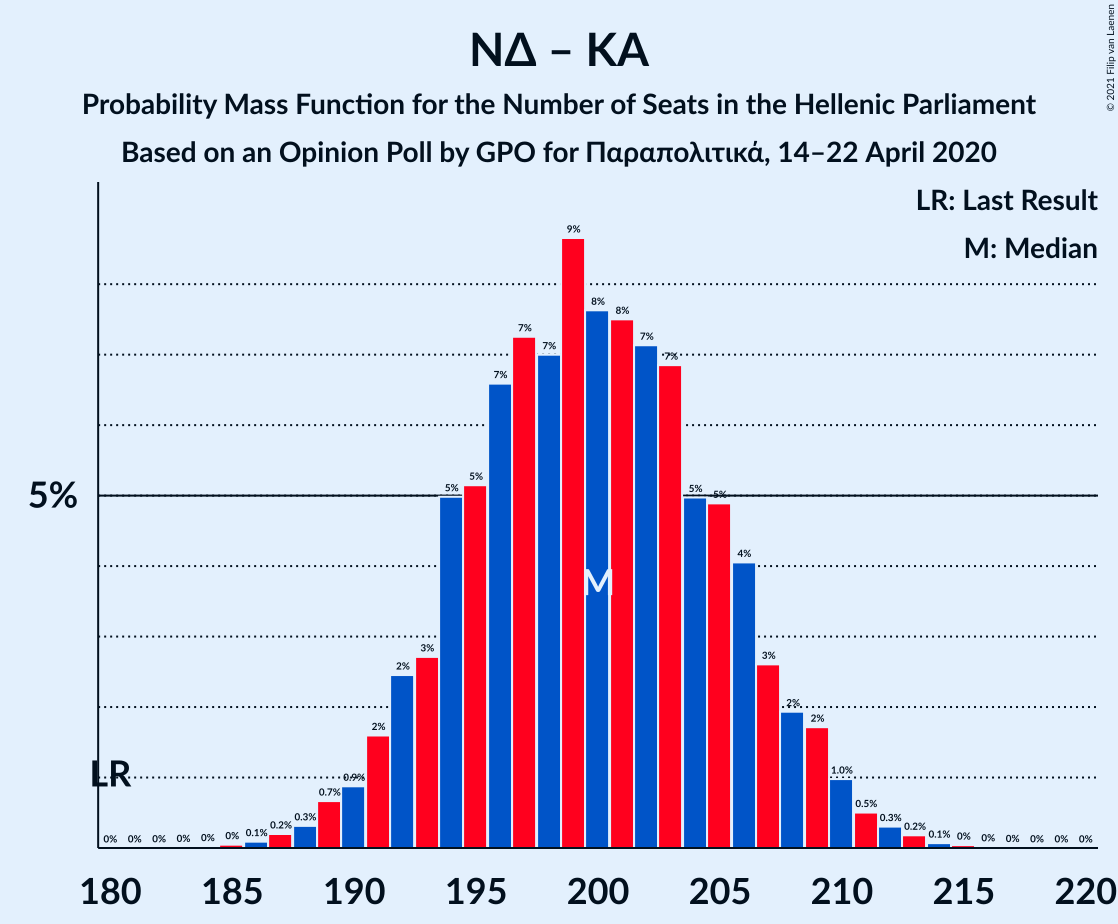 ΝΔ – ΚΑ
Probability Mass Function for the Number of Seats in the Hellenic Parliament
Based on an Opinion Poll by GPO for Παραπολιτικά, 14–22 April 2020
© 2021 Filip van Laenen
LR: Last Result
M: Median
5%
LR
M
0% 0% 0% 0% 0% 0% 0.1% 0.2% 0.3% 0.7% 0.9% 2% 2% 3% 5% 5% 7% 7% 7% 9% 8% 8% 7% 7% 5% 5% 4% 3% 2% 2% 1.0% 0.5% 0.3% 0.2% 0.1% 0% 0% 0% 0% 0% 0%
180 185 190 195 200 205 210 215 220